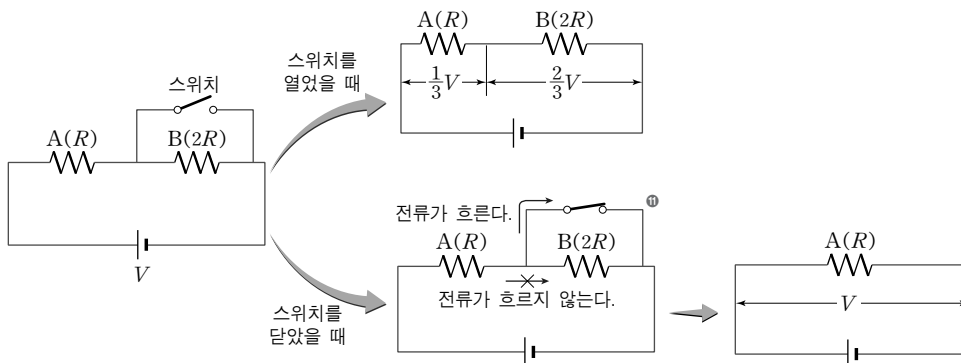 스위치
A(R)
B(2R)
V
스위치를
열었을 때
A(R)
B(2R)
1/3 V
2/3 V
스위치를
닫았을 때
전류가 흐른다.
⓫
A(R)
B(2R)
전류가 흐르지 않는다.
A(R)
V